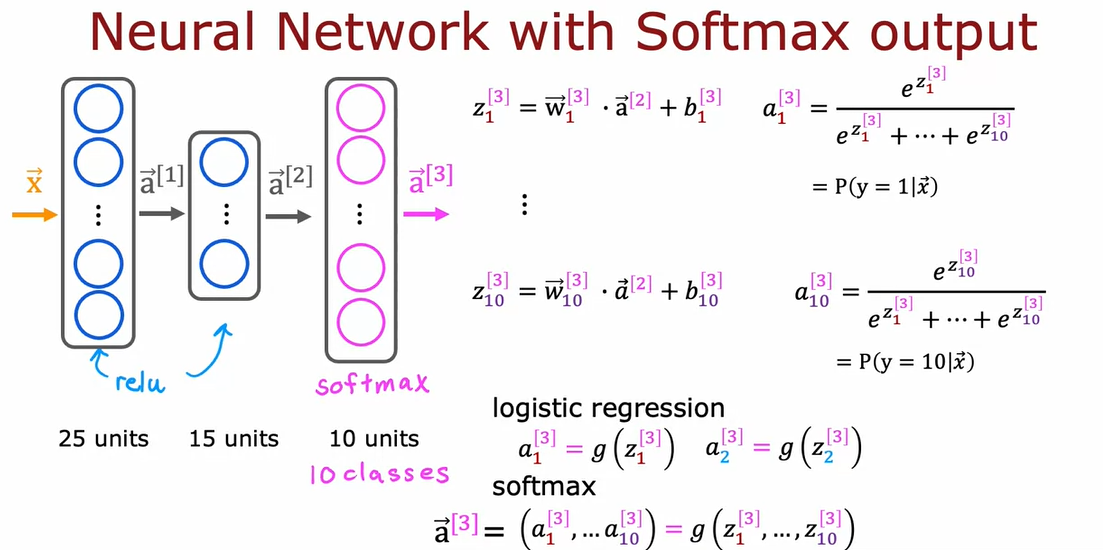 Neural Network with Softmax output
x⃗
a⃗[1]
a⃗[2]
a⃗[3]
relu
softmax
25 units
15 units
10 units
10 classes
z₁[3] = w⃗₁[3] · a⃗[2] + b₁[3]
a₁[3] = e^(z₁[3]) / (e^(z₁[3]) + ⋯ + e^(z₁₀[3]))
= P(y = 1|x⃗)
⋮
z₁₀[3] = w⃗₁₀[3] · a⃗[2] + b₁₀[3]
a₁₀[3] = e^(z₁₀[3]) / (e^(z₁[3]) + ⋯ + e^(z₁₀[3]))
= P(y = 10|x⃗)
logistic regression
a₁[3] = g(z₁[3]) a₂[3] = g(z₂[3])
softmax
a⃗[3] = (a₁[3], … a₁₀[3]) = g(z₁[3], … , z₁₀[3])